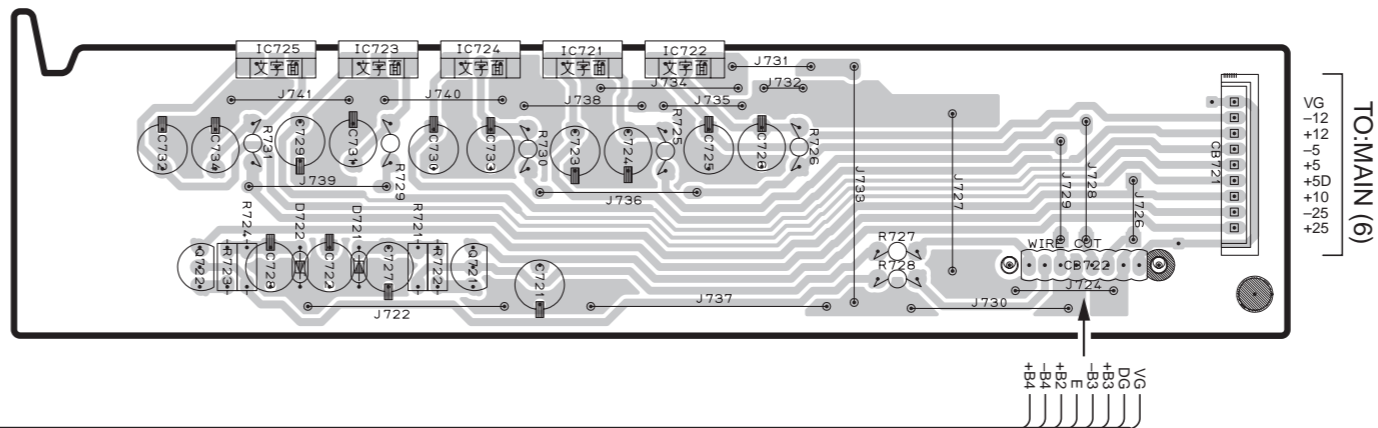 IC725 IC723 IC724 IC721 IC722
文字面 文字面 文字面 文字面 文字面
J731
J734 J732
J741 J740 J738 J735
C732 C734 R731 C729 C731 R729 C730 C733 R730 C723 C724 R725 C725 C726 R726
J733 J727 J729 J728 J726
J739 J736
Q722 R723 R724 C728 D722 C722 D721 C727 R721 R722 Q721 C721
R727
R728
WIRE CUT
CB722
J724
J722 J737 J730
CB721
VG
–12
+12
–5
+5
+5D
+10
–25
+25
TO:MAIN (6)
+B4
–B4
+B2
E
–B3
+B3
DG
VG